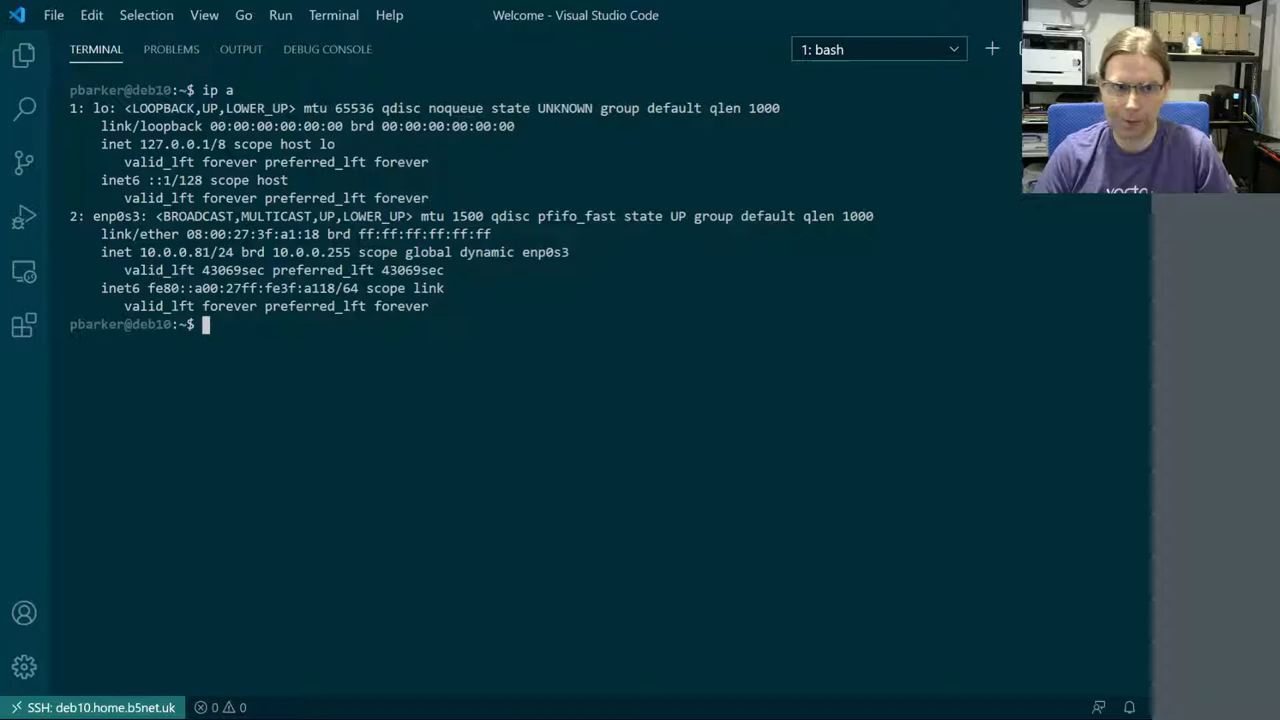 File Edit Selection View Go Run Terminal Help Welcome - Visual Studio Code
TERMINAL PROBLEMS OUTPUT DEBUG CONSOLE 1: bash
pbarker@deb10:~$ ip a
1: lo: <LOOPBACK,UP,LOWER_UP> mtu 65536 qdisc noqueue state UNKNOWN group default qlen 1000
link/loopback 00:00:00:00:00:00 brd 00:00:00:00:00:00
inet 127.0.0.1/8 scope host lo
valid_lft forever preferred_lft forever
inet6 ::1/128 scope host
valid_lft forever preferred_lft forever
2: enp0s3: <BROADCAST,MULTICAST,UP,LOWER_UP> mtu 1500 qdisc pfifo_fast state UP group default qlen 1000
link/ether 08:00:27:3f:a1:18 brd ff:ff:ff:ff:ff:ff
inet 10.0.0.81/24 brd 10.0.0.255 scope global dynamic enp0s3
valid_lft 43069sec preferred_lft 43069sec
inet6 fe80::a00:27ff:fe3f:a118/64 scope link
valid_lft forever preferred_lft forever
pbarker@deb10:~$
SSH: deb10.home.b5net.uk 0 0